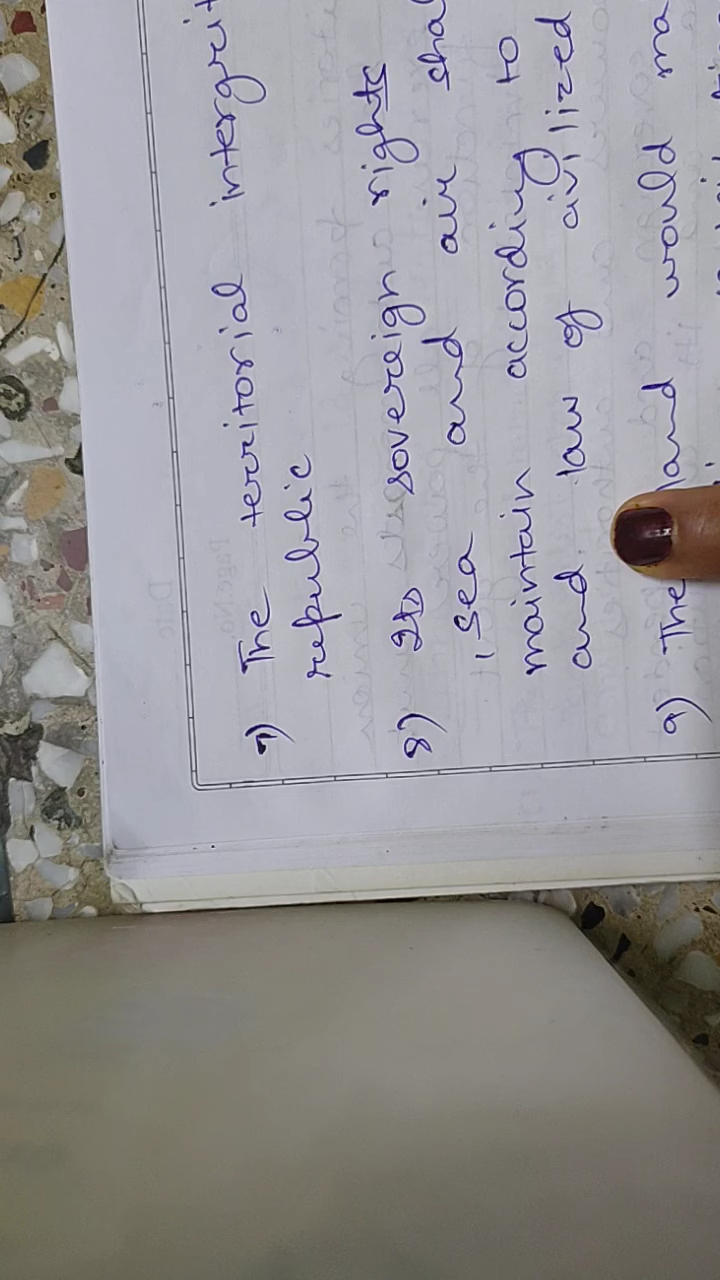 7) The territorial intergrit
republic
8) Its sovereign rights
, sea and air sha
maintain according to
and law of civilized
9) The land would ma